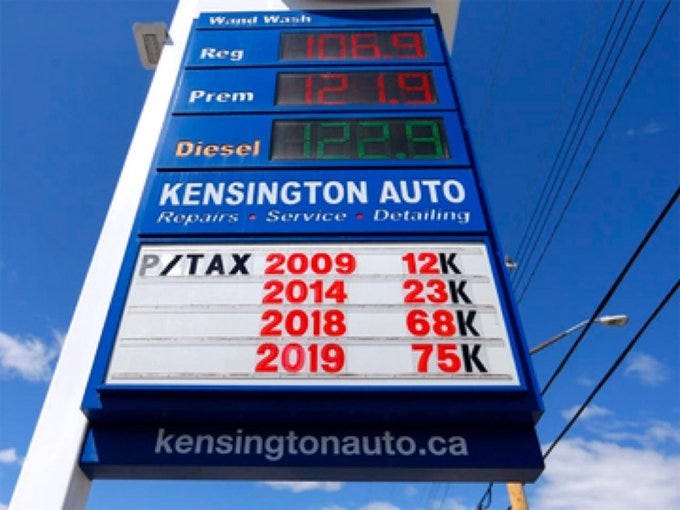 Wand Wash
Reg 106.9
Prem 121.9
Diesel 122.9
KENSINGTON AUTO
Repairs • Service • Detailing
P/TAX 2009 12K
2014 23K
2018 68K
2019 75K
kensingtonauto.ca